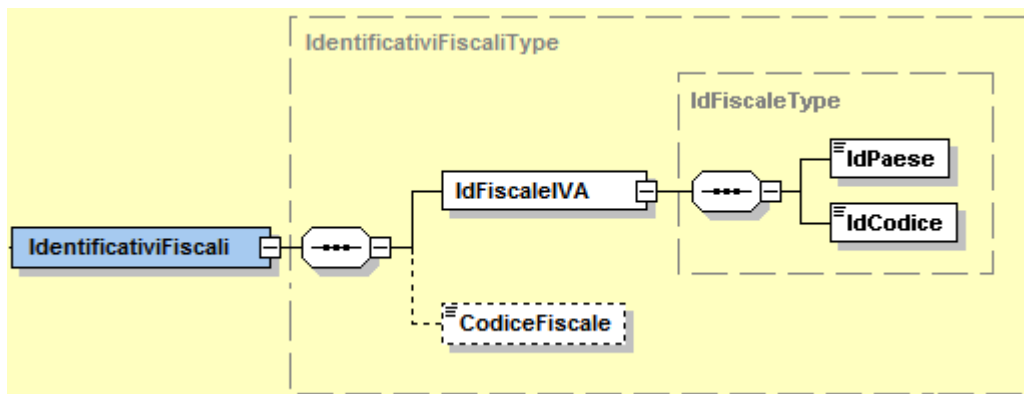 IdentificativiFiscaliType
IdFiscaleType
IdPaese
IdFiscaleIVA
IdCodice
IdentificativiFiscali
CodiceFiscale